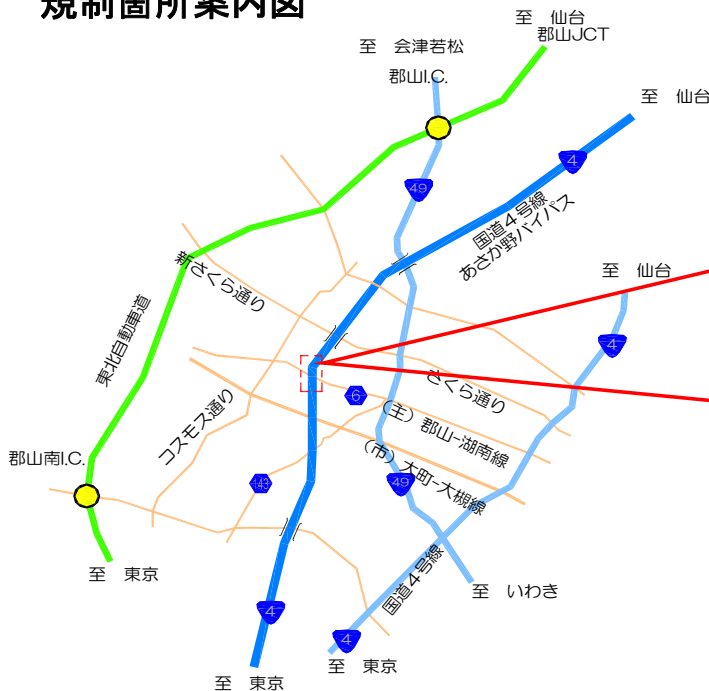 規制箇所案内図
至 仙台
郡山JCT
至 会津若松
郡山I.C.
至 仙台
4
49
国道4号線
あさか野バイパス
至 仙台
新さくら通り
4
東北自動車道
さくら通り
6
コスモス通り
(主) 郡山-湖南線
(市) 大町-大槻線
郡山南I.C.
143
49
至 東京
国道4号線
至 いわき
4
4
至 東京
至 東京